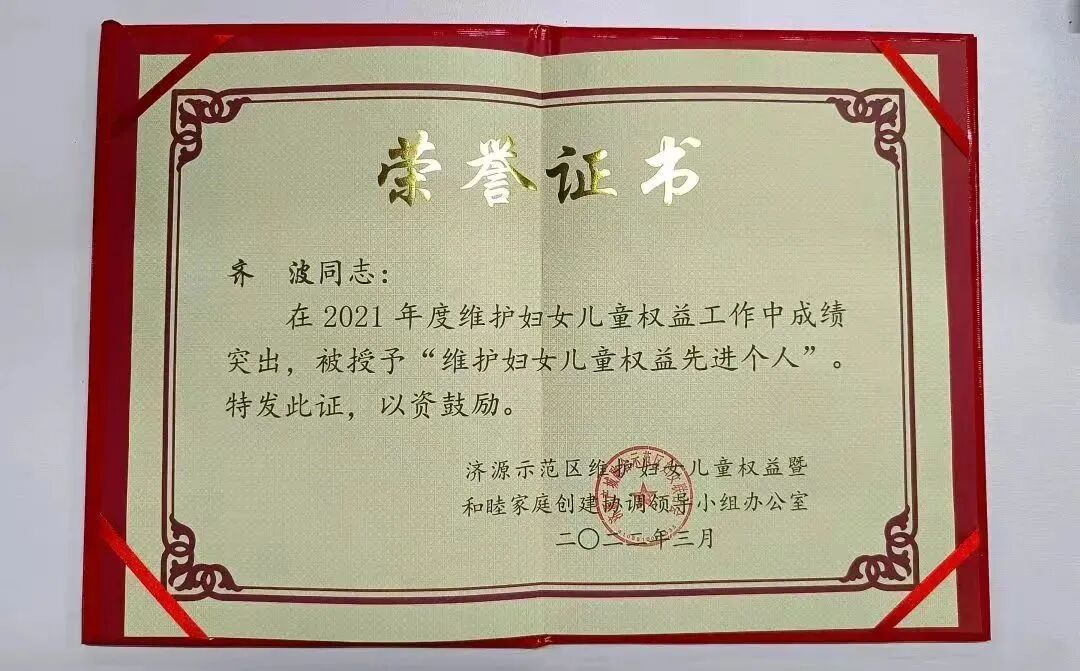 荣誉证书
齐 波同志：
在2021年度维护妇女儿童权益工作中成绩
突出，被授予“维护妇女儿童权益先进个人”。
特发此证，以资鼓励。
济源示范区维护妇女儿童权益暨
和睦家庭创建协调领导小组办公室
二〇二二年三月